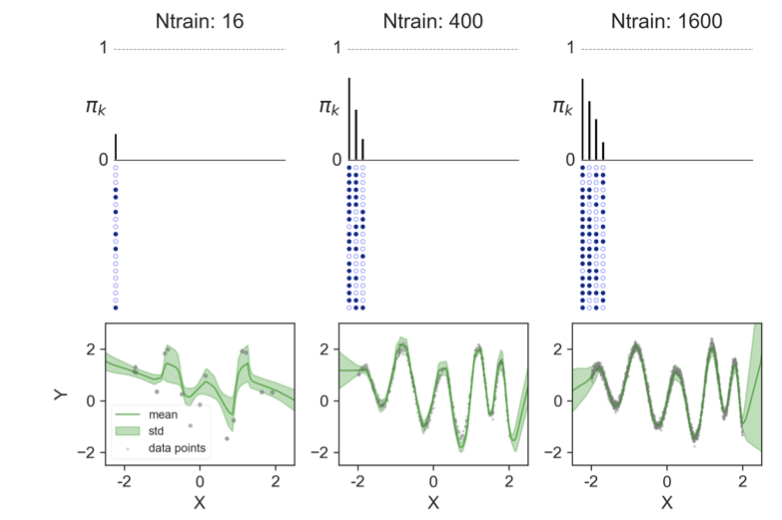 Ntrain: 16 Ntrain: 400 Ntrain: 1600
1 1 1
π_k π_k π_k
0 0 0
2 2 2
Y 0 0 0
mean
std
data points
−2 −2 −2
-2 0 2 -2 0 2 -2 0 2
X X X